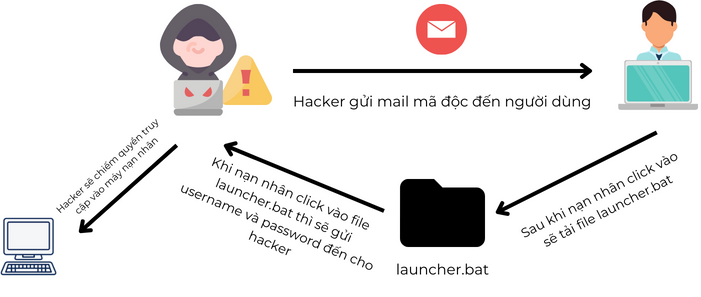 Hacker gửi mail mã độc đến người dùng
Sau khi nạn nhân click vào
sẽ tải file launcher.bat
launcher.bat
Khi nạn nhân click vào file
launcher.bat thì sẽ gửi
username và password đến cho
hacker
Hacker sẽ chiếm quyền truy
cập vào máy nạn nhân